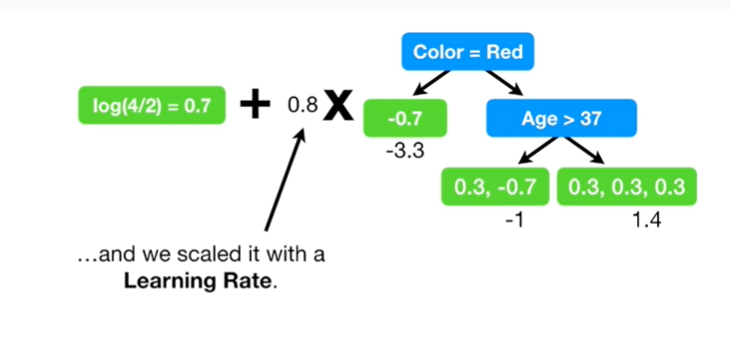 Color = Red
log(4/2) = 0.7 + 0.8 X
-0.7
Age > 37
-3.3
0.3, -0.7
0.3, 0.3, 0.3
-1
1.4
...and we scaled it with a
Learning Rate.